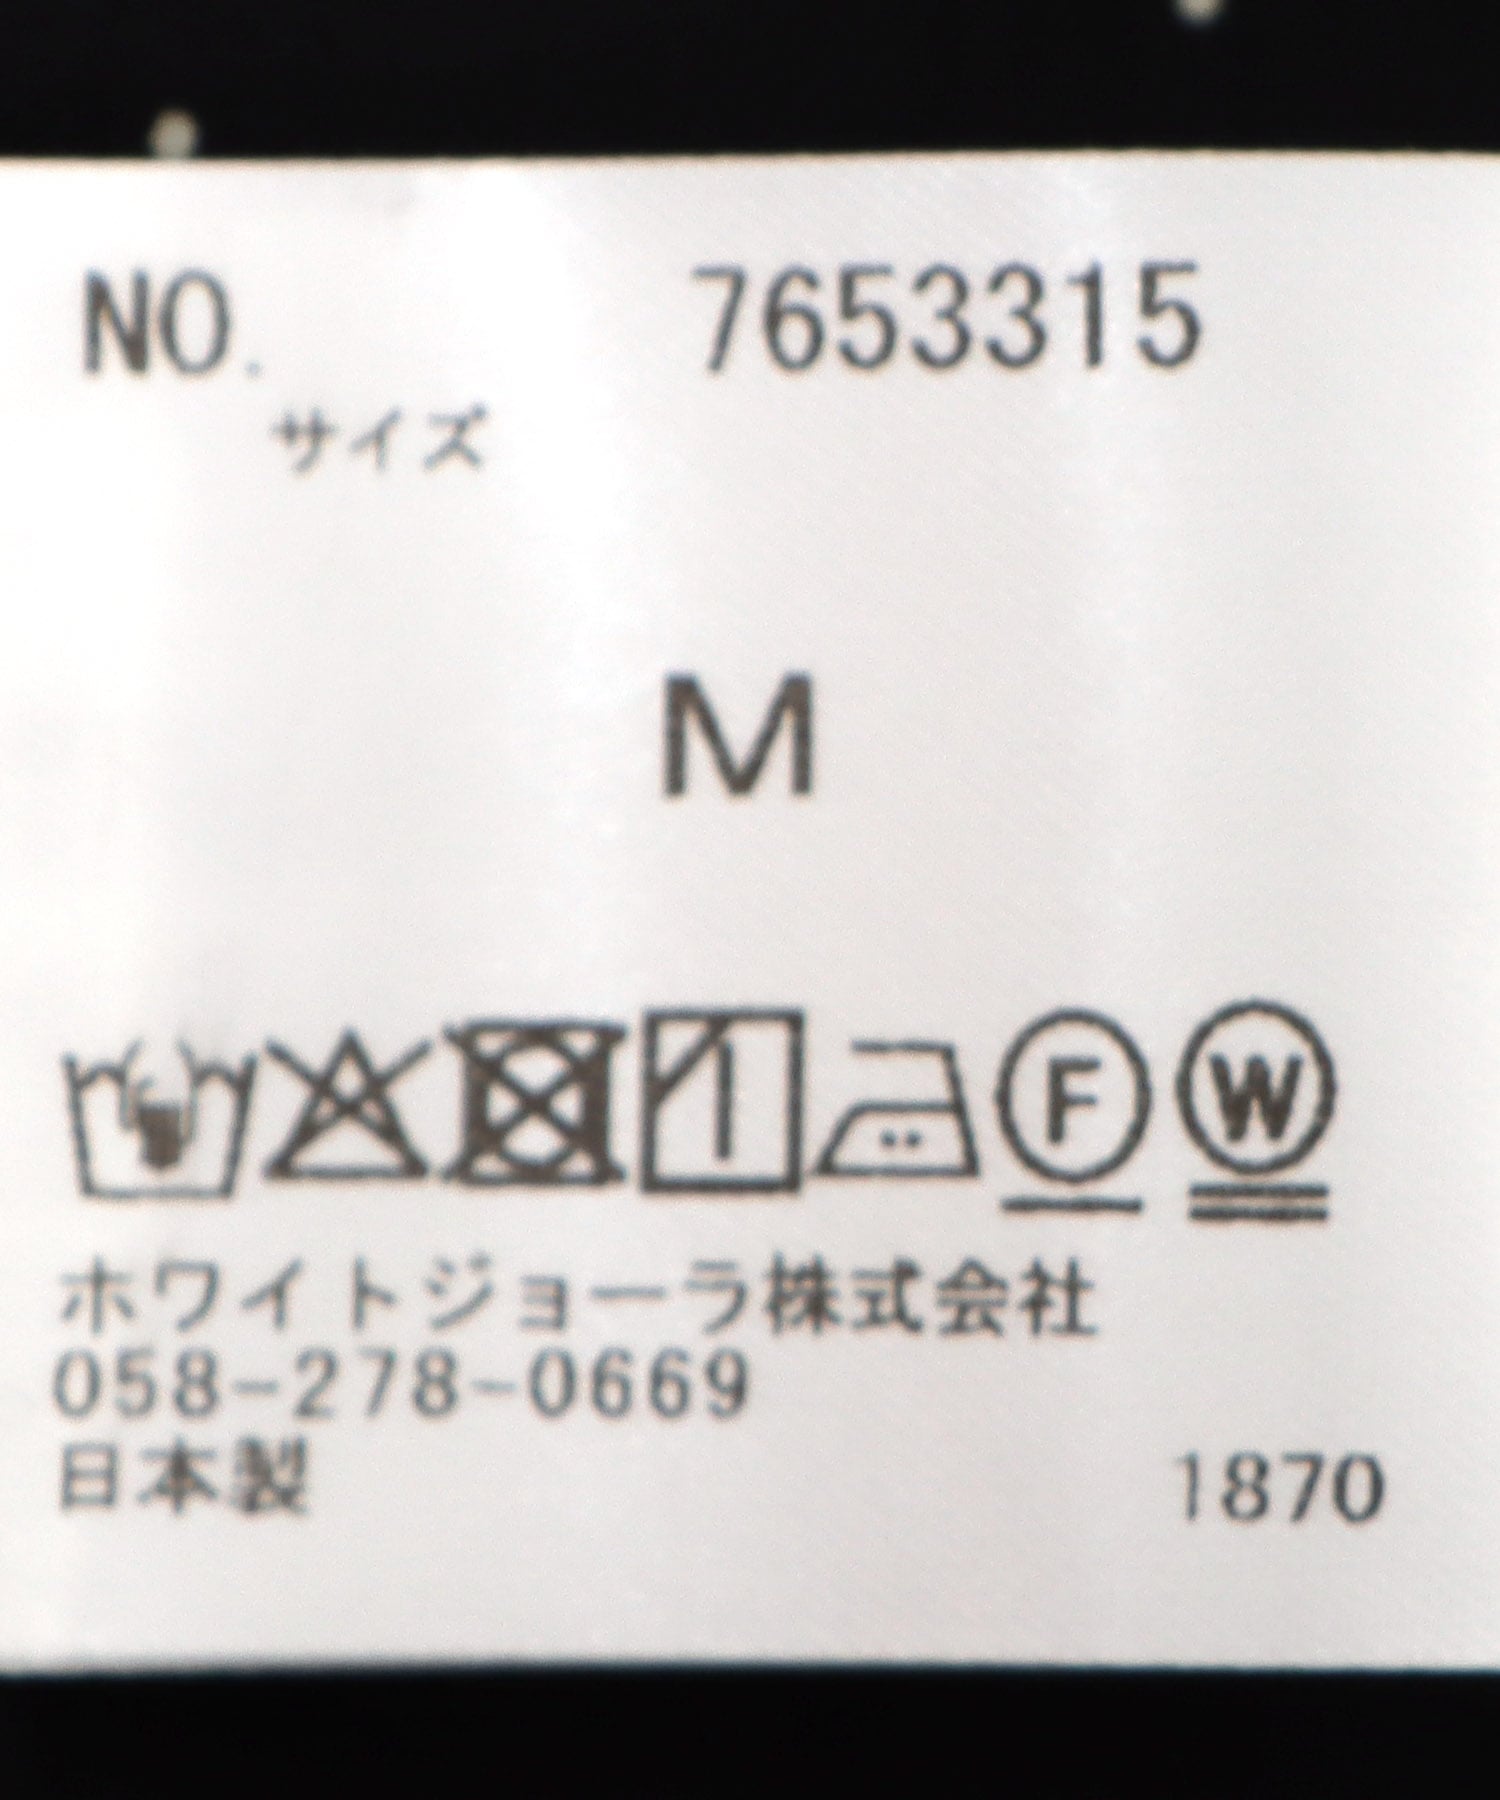 NO. 7653315
サイズ
M
F W
ホワイトジョーラ株式会社
058-278-0669
日本製 1870